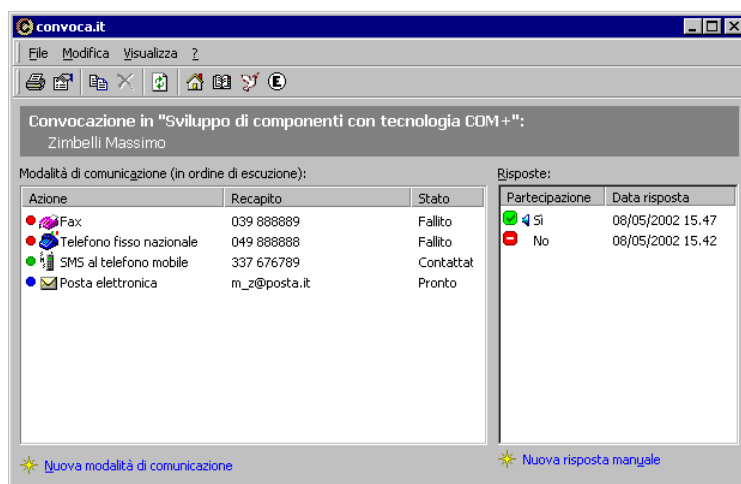 convoca.it
File Modifica Visualizza ?
E
Convocazione in "Sviluppo di componenti con tecnologia COM+":
Zimbelli Massimo
Modalità di comunicazione (in ordine di escuzione):
Azione Recapito Stato
Fax 039 888889 Fallito
Telefono fisso nazionale 049 888888 Fallito
SMS al telefono mobile 337 676789 Contattat
Posta elettronica m_z@posta.it Pronto
Nuova modalità di comunicazione
Risposte:
Partecipazione Data risposta
Sì 08/05/2002 15.47
No 08/05/2002 15.42
Nuova risposta manuale